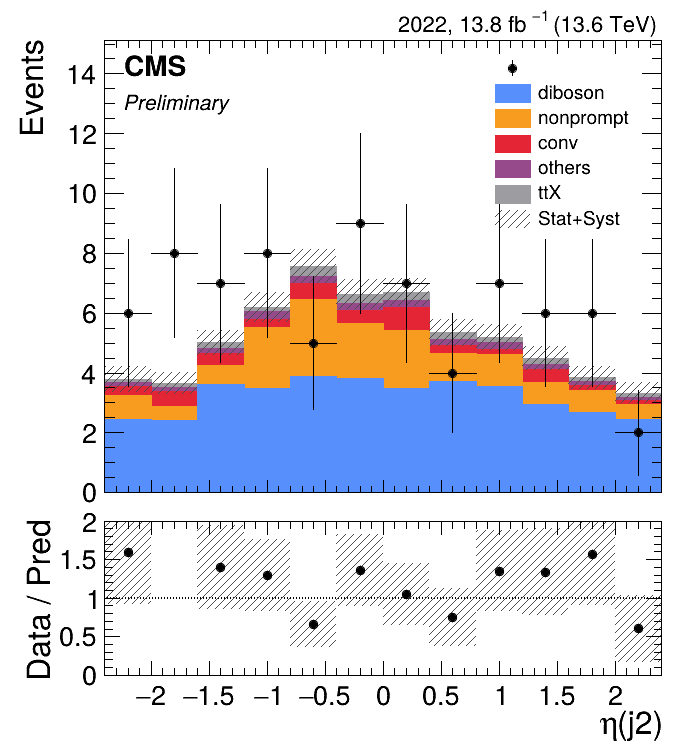 2022, 13.8 fb⁻¹ (13.6 TeV)
Events
CMS
Preliminary
diboson
nonprompt
conv
others
ttX
Stat+Syst
14
12
10
8
6
4
2
0
Data / Pred
2
1.5
1
0.5
0
−2 −1.5 −1 −0.5 0 0.5 1 1.5 2
η(j2)